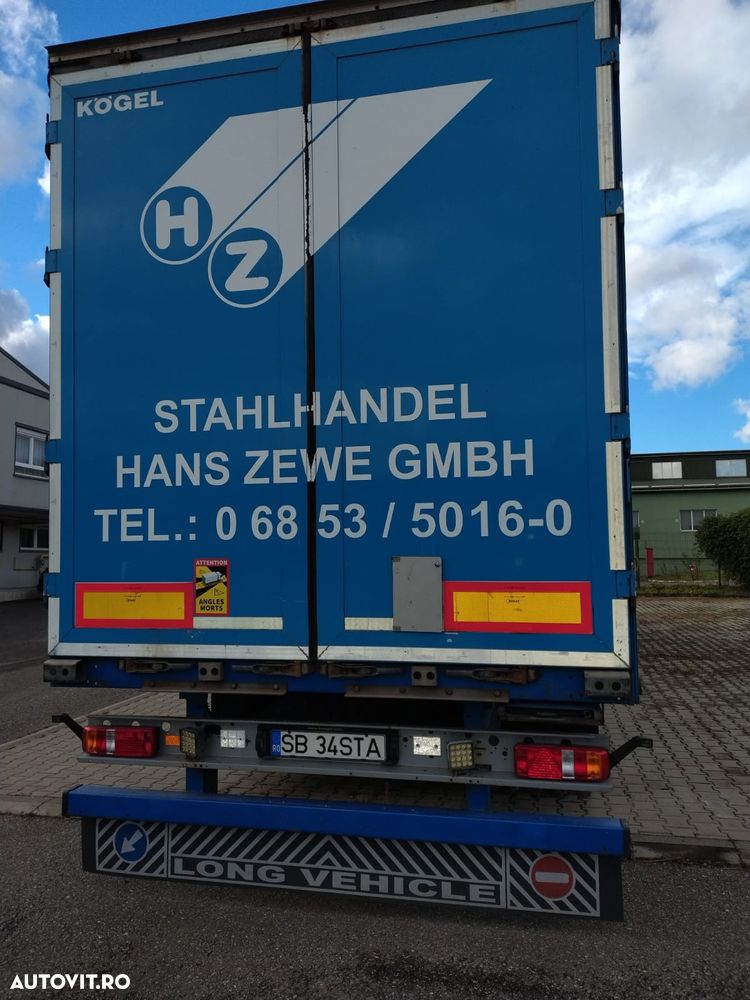 KÖGEL
H
Z
STAHLHANDEL
HANS ZEWE GMBH
TEL.: 0 68 53 / 5016-0
ATTENTION
ANGLES
MORTS
RO
SB 34STA
LONG VEHICLE
AUTOVIT.RO